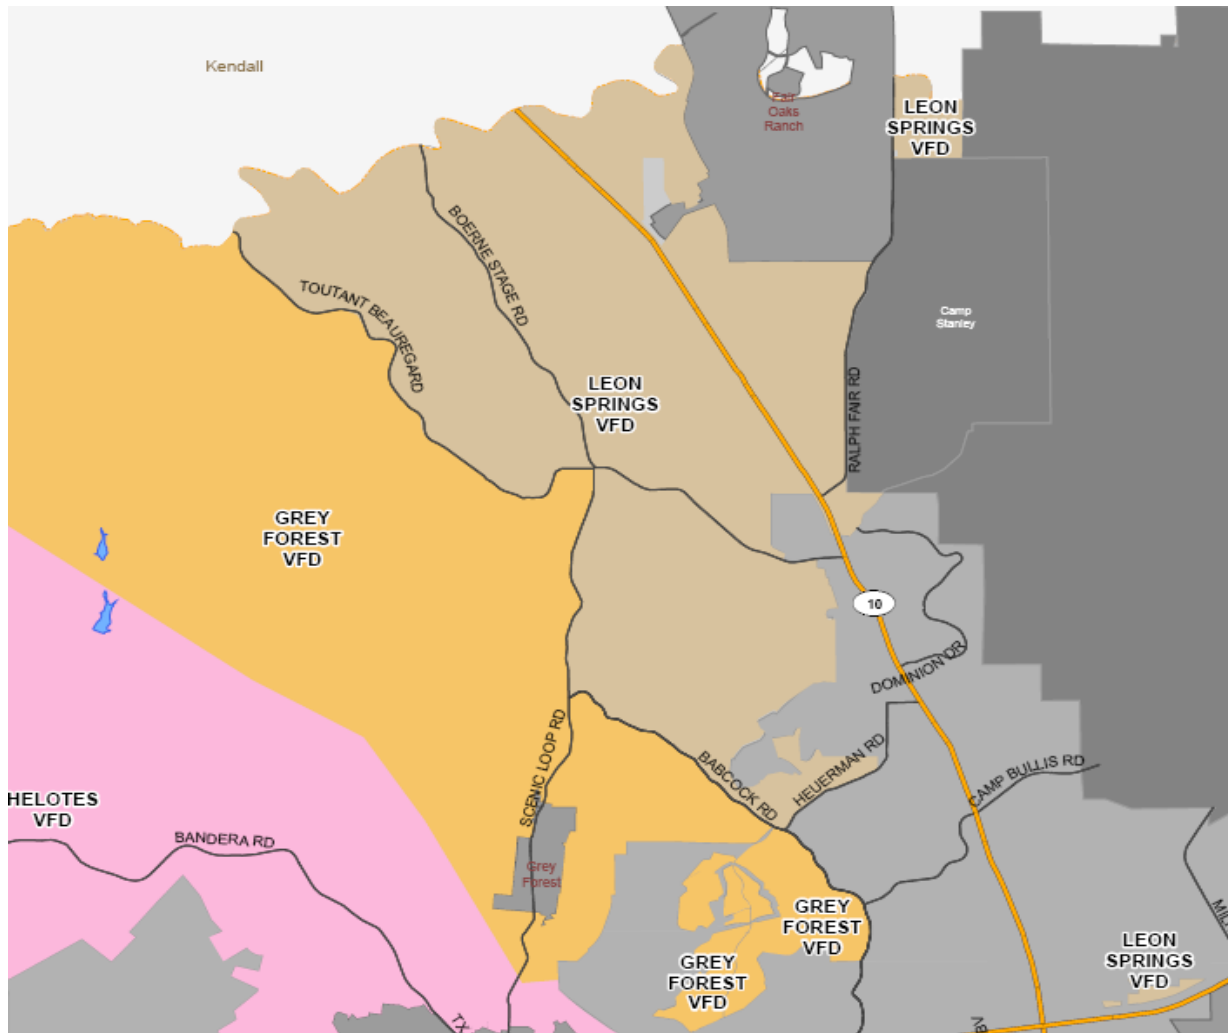 Kendall
Fair
Oaks
Ranch
LEON
SPRINGS
VFD
BOERNE STAGE RD
TOUTANT BEAUREGARD
Camp
Stanley
LEON
SPRINGS
VFD
RALPH FAIR RD
GREY
FOREST
VFD
10
DOMINION DR
SCENIC LOOP RD
BABCOCK RD
HEUERMAN RD
CAMP BULLIS RD
HELOTES
VFD
BANDERA RD
Grey
Forest
GREY
FOREST
VFD
GREY
FOREST
VFD
LEON
SPRINGS
VFD
TX